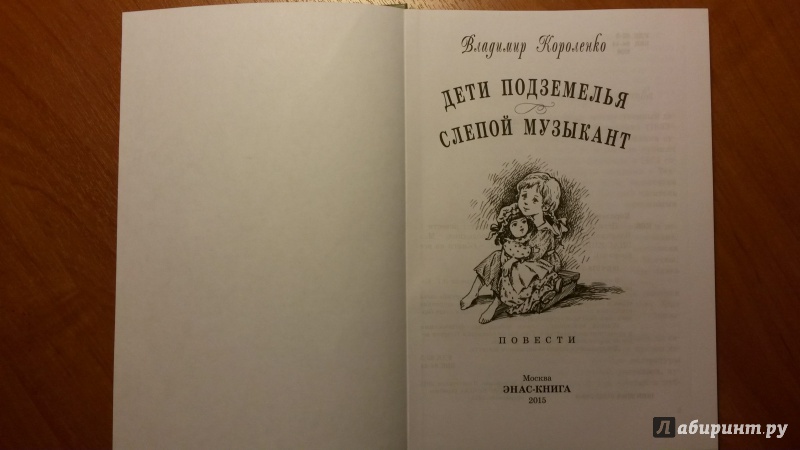 Владимир Короленко
ДЕТИ ПОДЗЕМЕЛЬЯ
СЛЕПОЙ МУЗЫКАНТ
ПОВЕСТИ
Москва
ЭНАС-КНИГА
2015
Лабиринт.ру